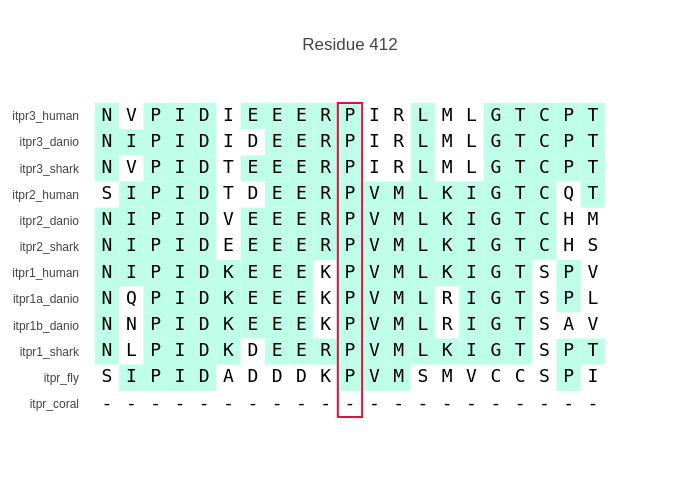 Residue 412
itpr3_human N V P I D I E E E R P I R L M L G T C P T
itpr3_danio N I P I D I D E E R P I R L M L G T C P T
itpr3_shark N V P I D T E E E R P I R L M L G T C P T
itpr2_human S I P I D T D E E R P V M L K I G T C Q T
itpr2_danio N I P I D V E E E R P V M L K I G T C H M
itpr2_shark N I P I D E E E E R P V M L K I G T C H S
itpr1_human N I P I D K E E E K P V M L K I G T S P V
itpr1a_danio N Q P I D K E E E K P V M L R I G T S P L
itpr1b_danio N N P I D K E E E K P V M L R I G T S A V
itpr1_shark N L P I D K D E E R P V M L K I G T S P T
itpr_fly S I P I D A D D D K P V M S M V C C S P I
itpr_coral - - - - - - - - - - - - - - - - - - - - -